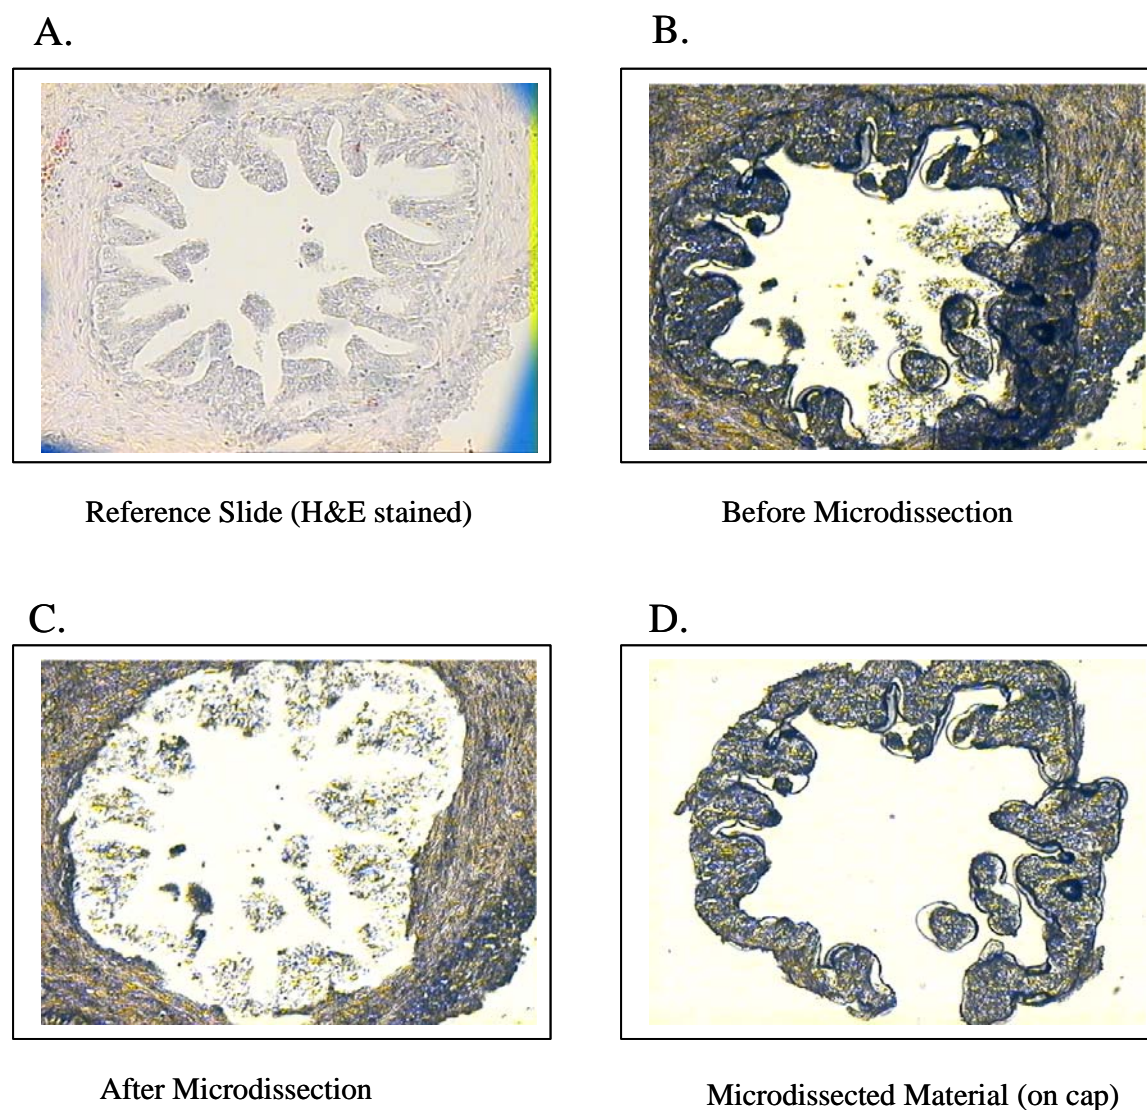 A.
B.
Reference Slide (H&E stained)
Before Microdissection
C.
D.
After Microdissection
Microdissected Material (on cap)